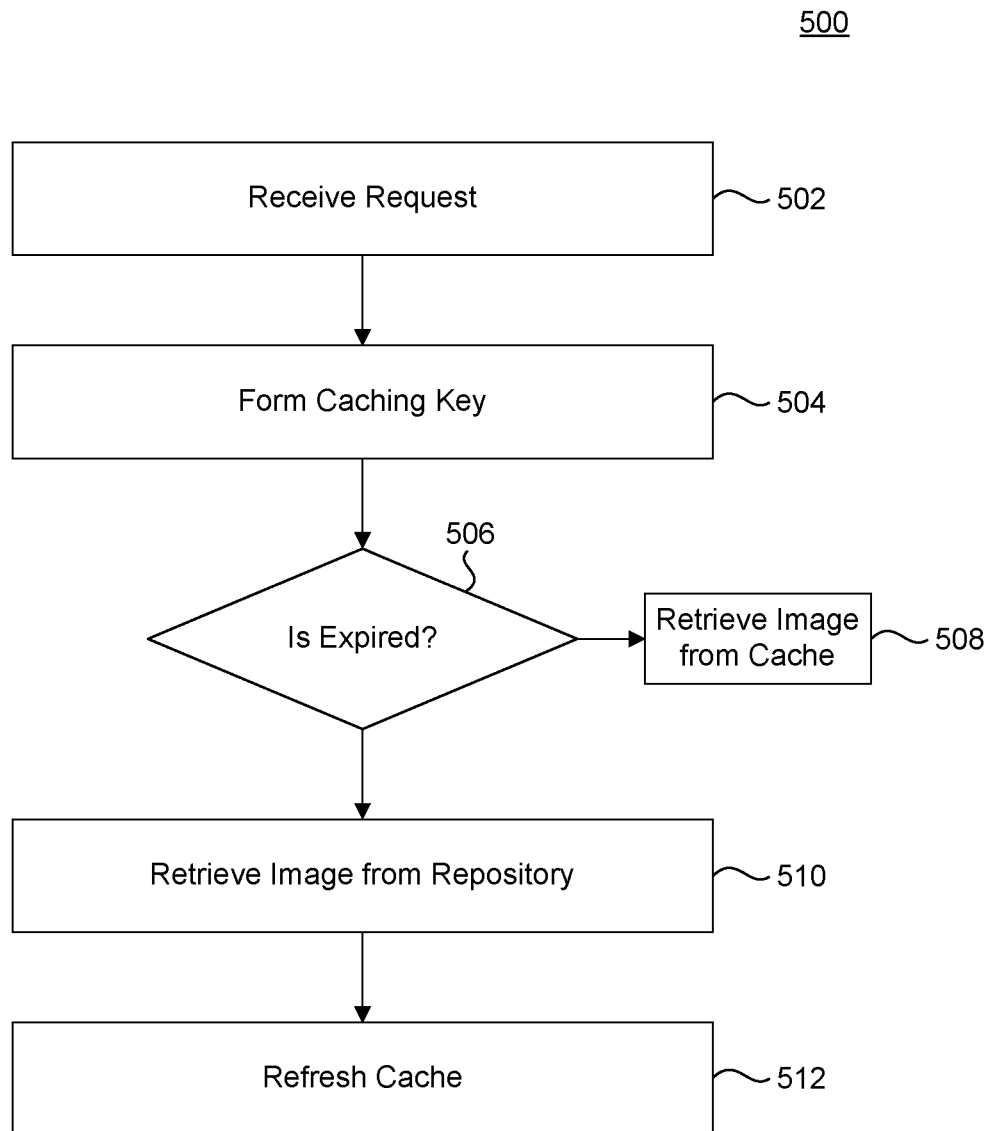 500
Receive Request
502
Form Caching Key
504
506
Is Expired?
Retrieve Image
from Cache
508
Retrieve Image from Repository
510
Refresh Cache
512